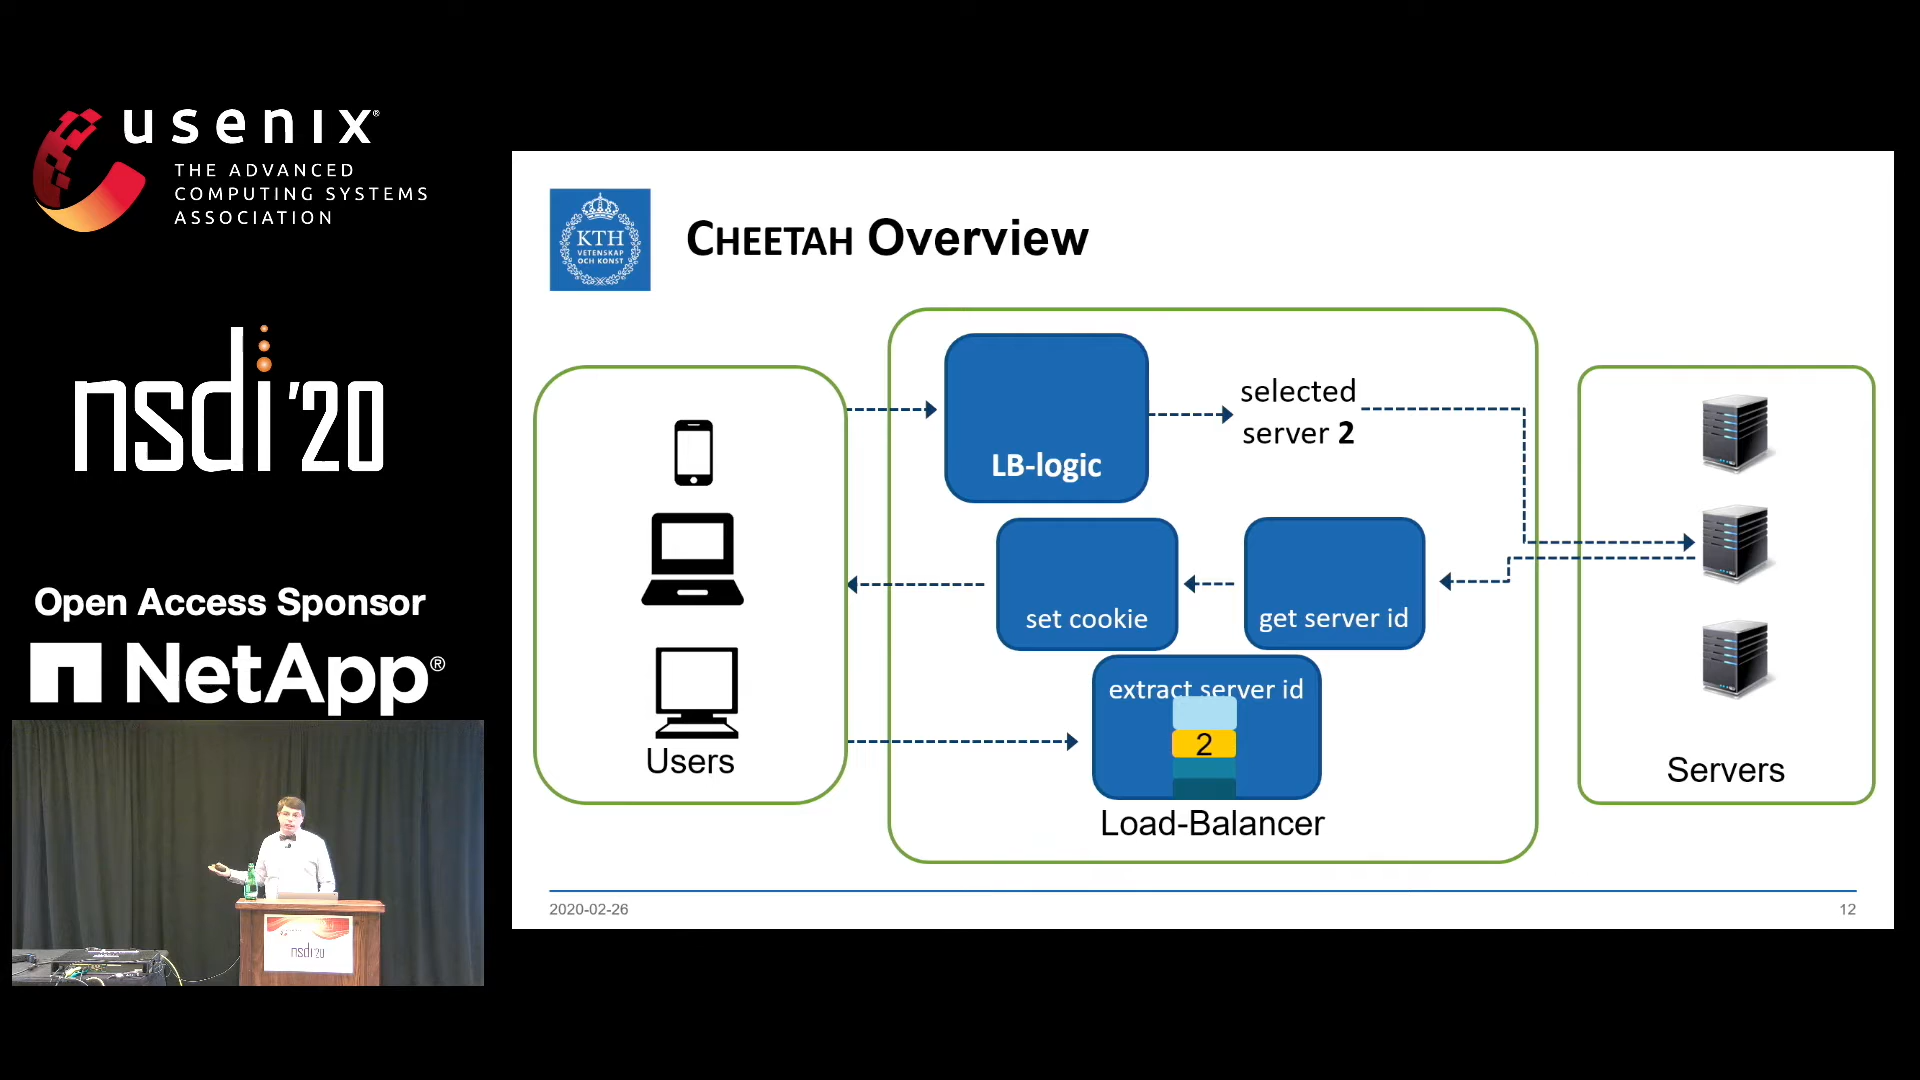 usenix®
THE ADVANCED
COMPUTING SYSTEMS
ASSOCIATION
nsdi '20
Open Access Sponsor
NetApp®
nsdi '20
KTH
VETENSKAP
OCH KONST
CHEETAH Overview
LB-logic
selected
server 2
set cookie
get server id
extract server id
2
Users
Load-Balancer
Servers
2020-02-26
12